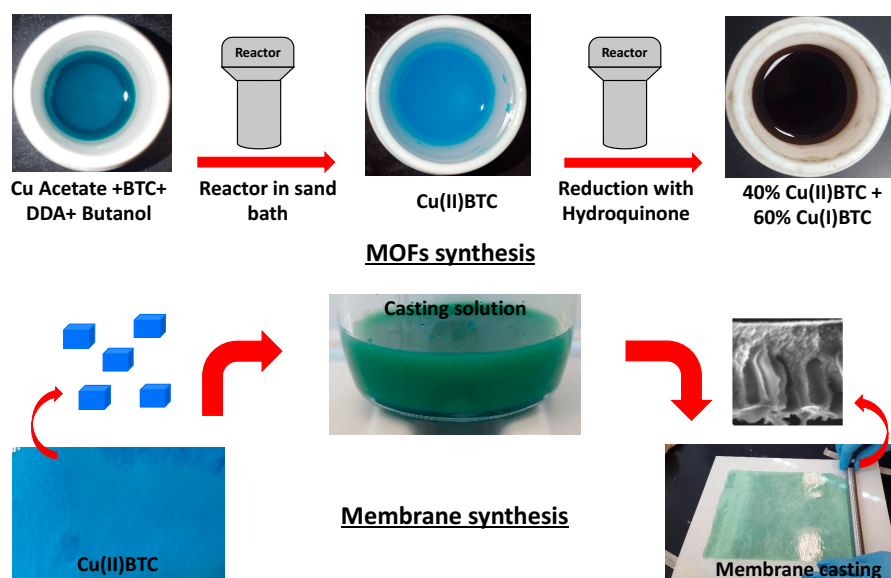 Reactor
Reactor
Cu Acetate +BTC+
DDA+ Butanol
Reactor in sand
bath
Cu(II)BTC
Reduction with
Hydroquinone
40% Cu(II)BTC +
60% Cu(I)BTC
MOFs synthesis
Casting solution
Membrane synthesis
Cu(II)BTC
Membrane casting